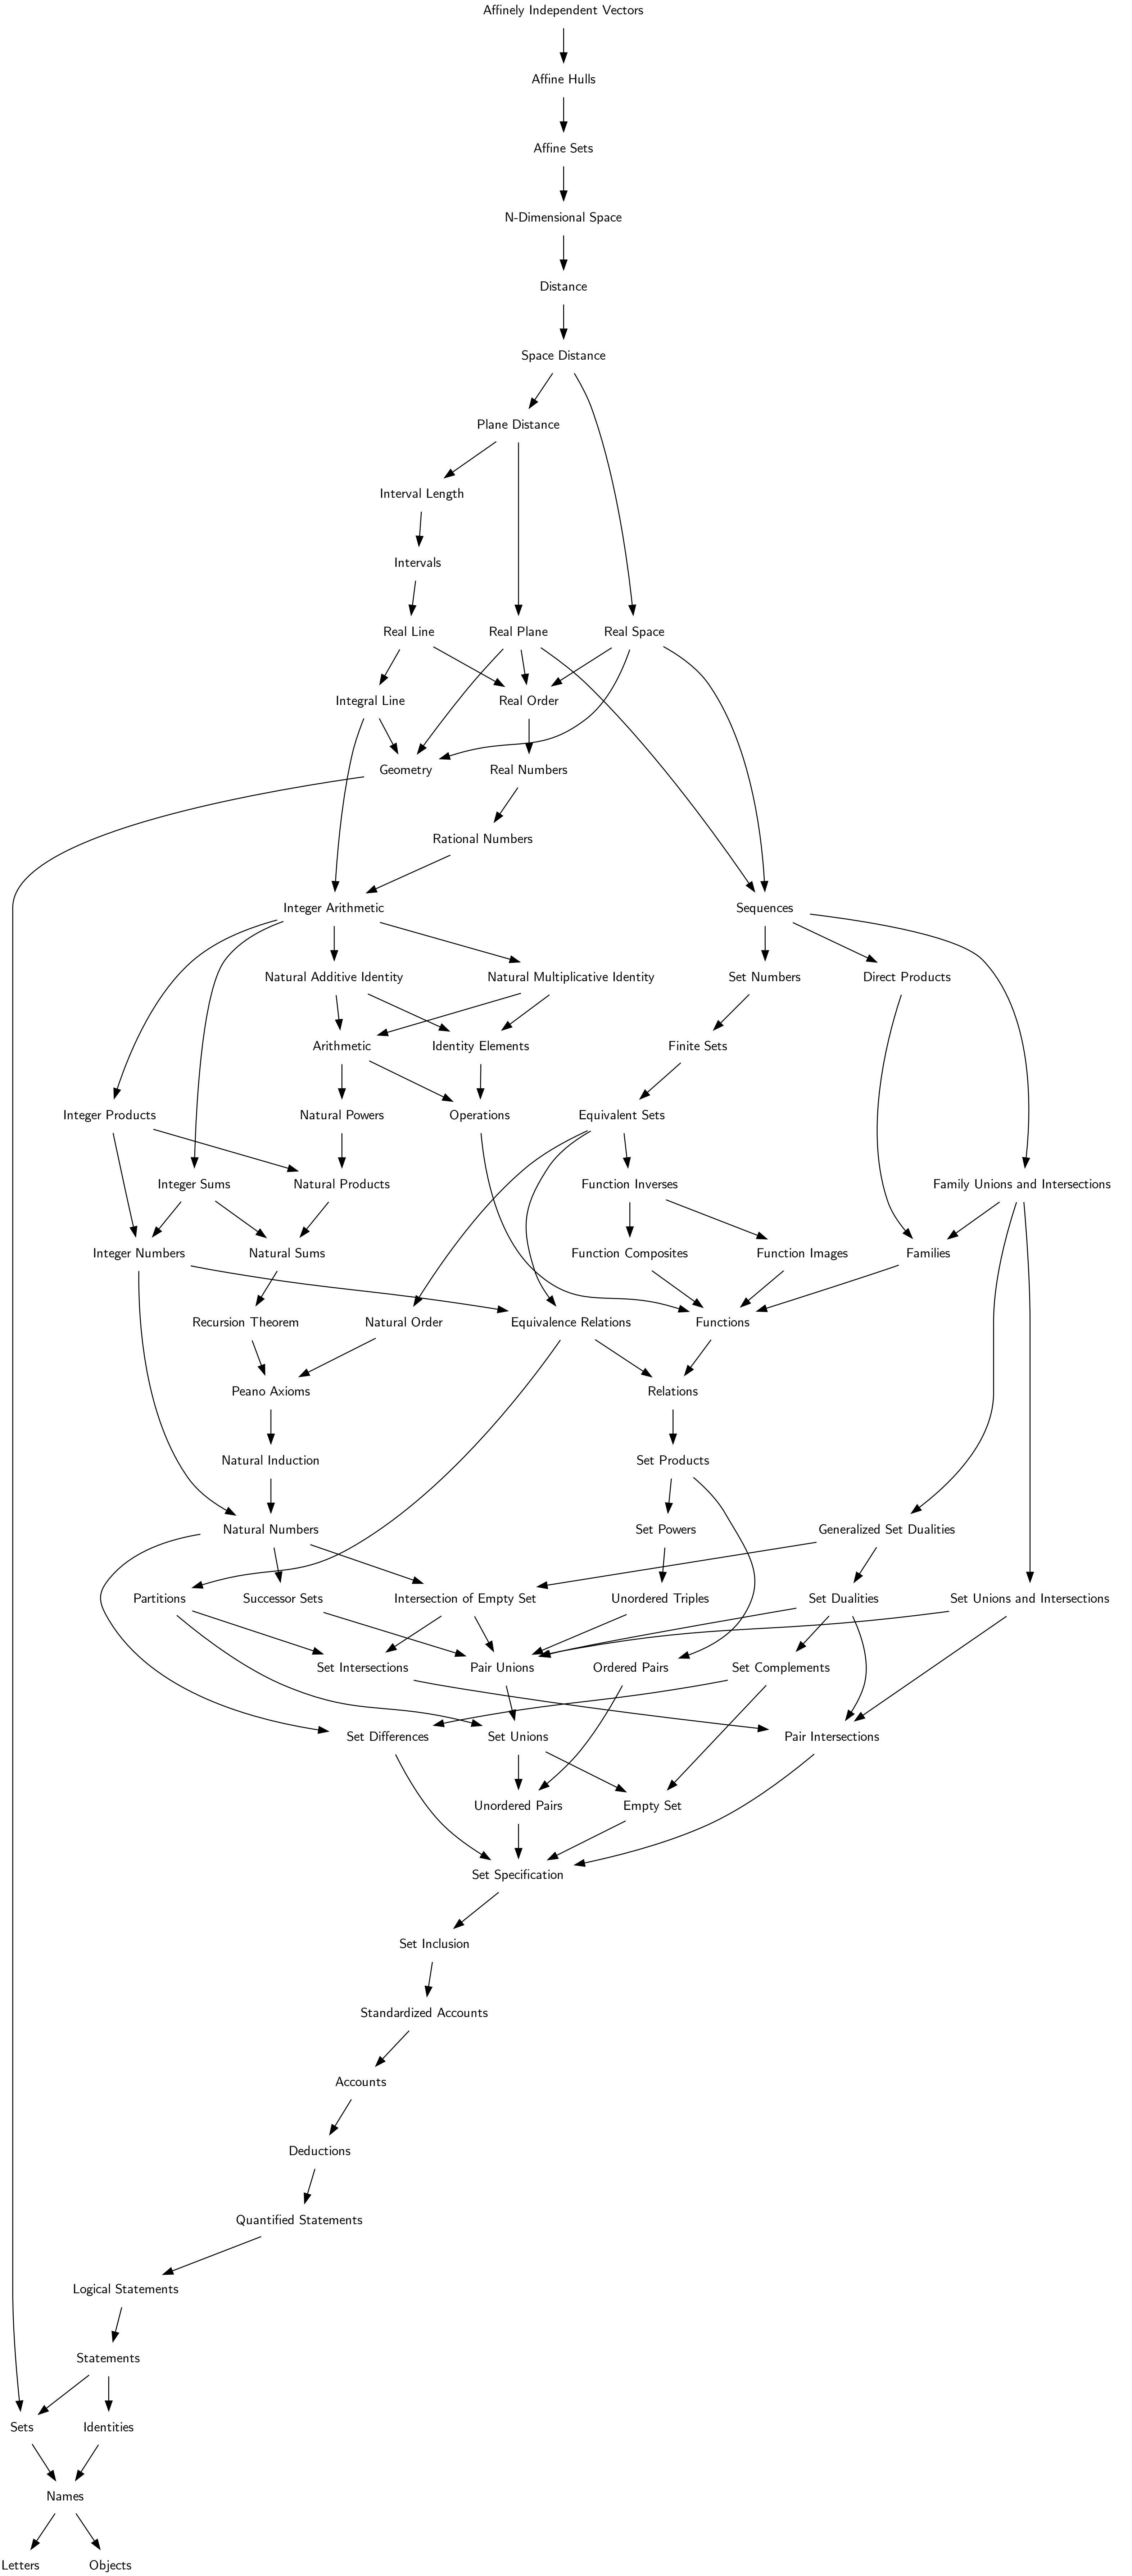 Affinely Independent Vectors
Affine Hulls
Affine Sets
N-Dimensional Space
Distance
Space Distance
Plane Distance
Interval Length
Intervals
Real Line
Real Plane
Real Space
Integral Line
Real Order
Geometry
Real Numbers
Rational Numbers
Integer Arithmetic
Sequences
Natural Additive Identity
Natural Multiplicative Identity
Set Numbers
Direct Products
Arithmetic
Identity Elements
Finite Sets
Integer Products
Natural Powers
Operations
Equivalent Sets
Integer Sums
Natural Products
Function Inverses
Family Unions and Intersections
Integer Numbers
Natural Sums
Function Composites
Function Images
Families
Recursion Theorem
Natural Order
Equivalence Relations
Functions
Peano Axioms
Relations
Natural Induction
Set Products
Natural Numbers
Set Powers
Generalized Set Dualities
Partitions
Successor Sets
Intersection of Empty Set
Unordered Triples
Set Dualities
Set Unions and Intersections
Set Intersections
Pair Unions
Ordered Pairs
Set Complements
Set Differences
Set Unions
Pair Intersections
Unordered Pairs
Empty Set
Set Specification
Set Inclusion
Standardized Accounts
Accounts
Deductions
Quantified Statements
Logical Statements
Statements
Sets
Identities
Names
Letters
Objects